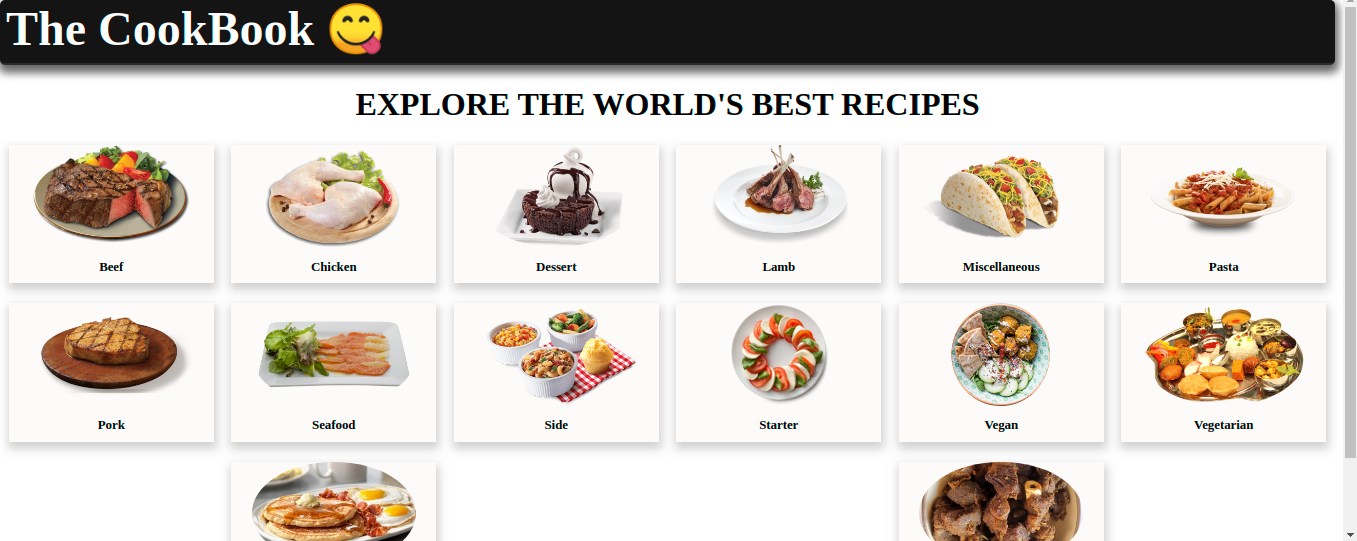 The CookBook 😋
EXPLORE THE WORLD'S BEST RECIPES
Beef
Chicken
Dessert
Lamb
Miscellaneous
Pasta
Pork
Seafood
Side
Starter
Vegan
Vegetarian